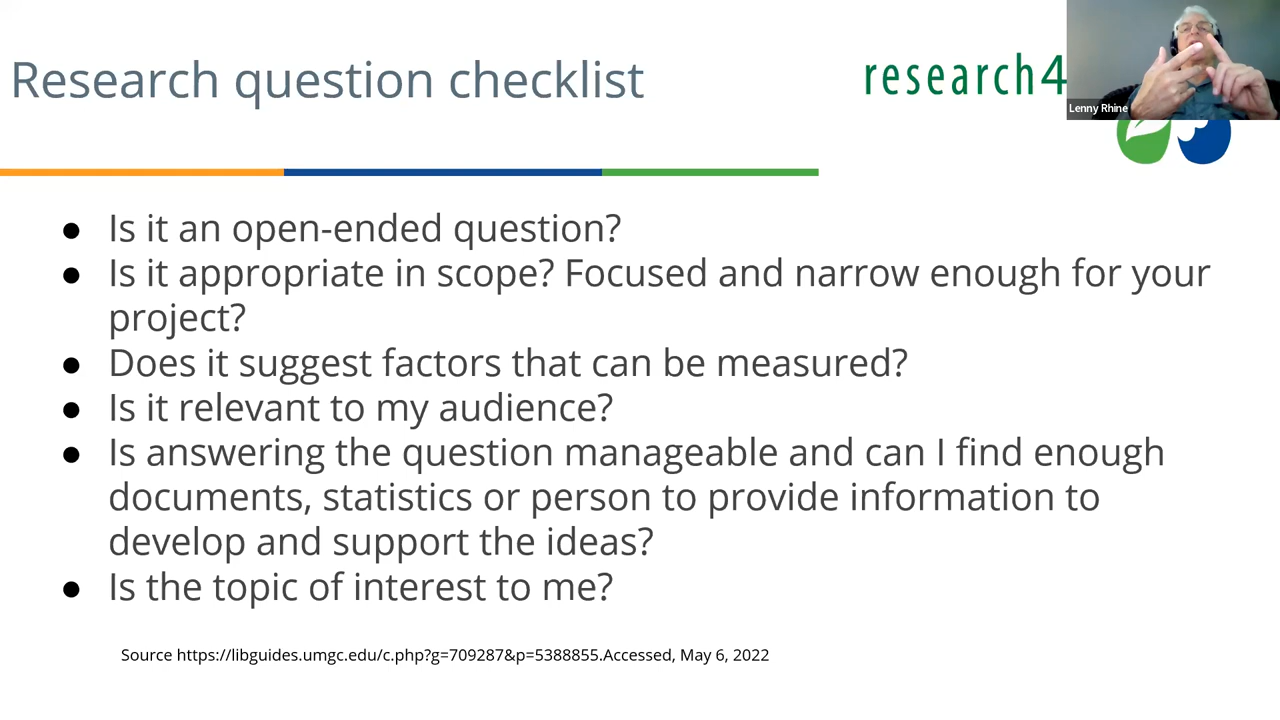 Research question checklist
research4
Lenny Rhine
● Is it an open-ended question?
● Is it appropriate in scope? Focused and narrow enough for your
project?
● Does it suggest factors that can be measured?
● Is it relevant to my audience?
● Is answering the question manageable and can I find enough
documents, statistics or person to provide information to
develop and support the ideas?
● Is the topic of interest to me?
Source https://libguides.umgc.edu/c.php?g=709287&p=5388855.Accessed, May 6, 2022